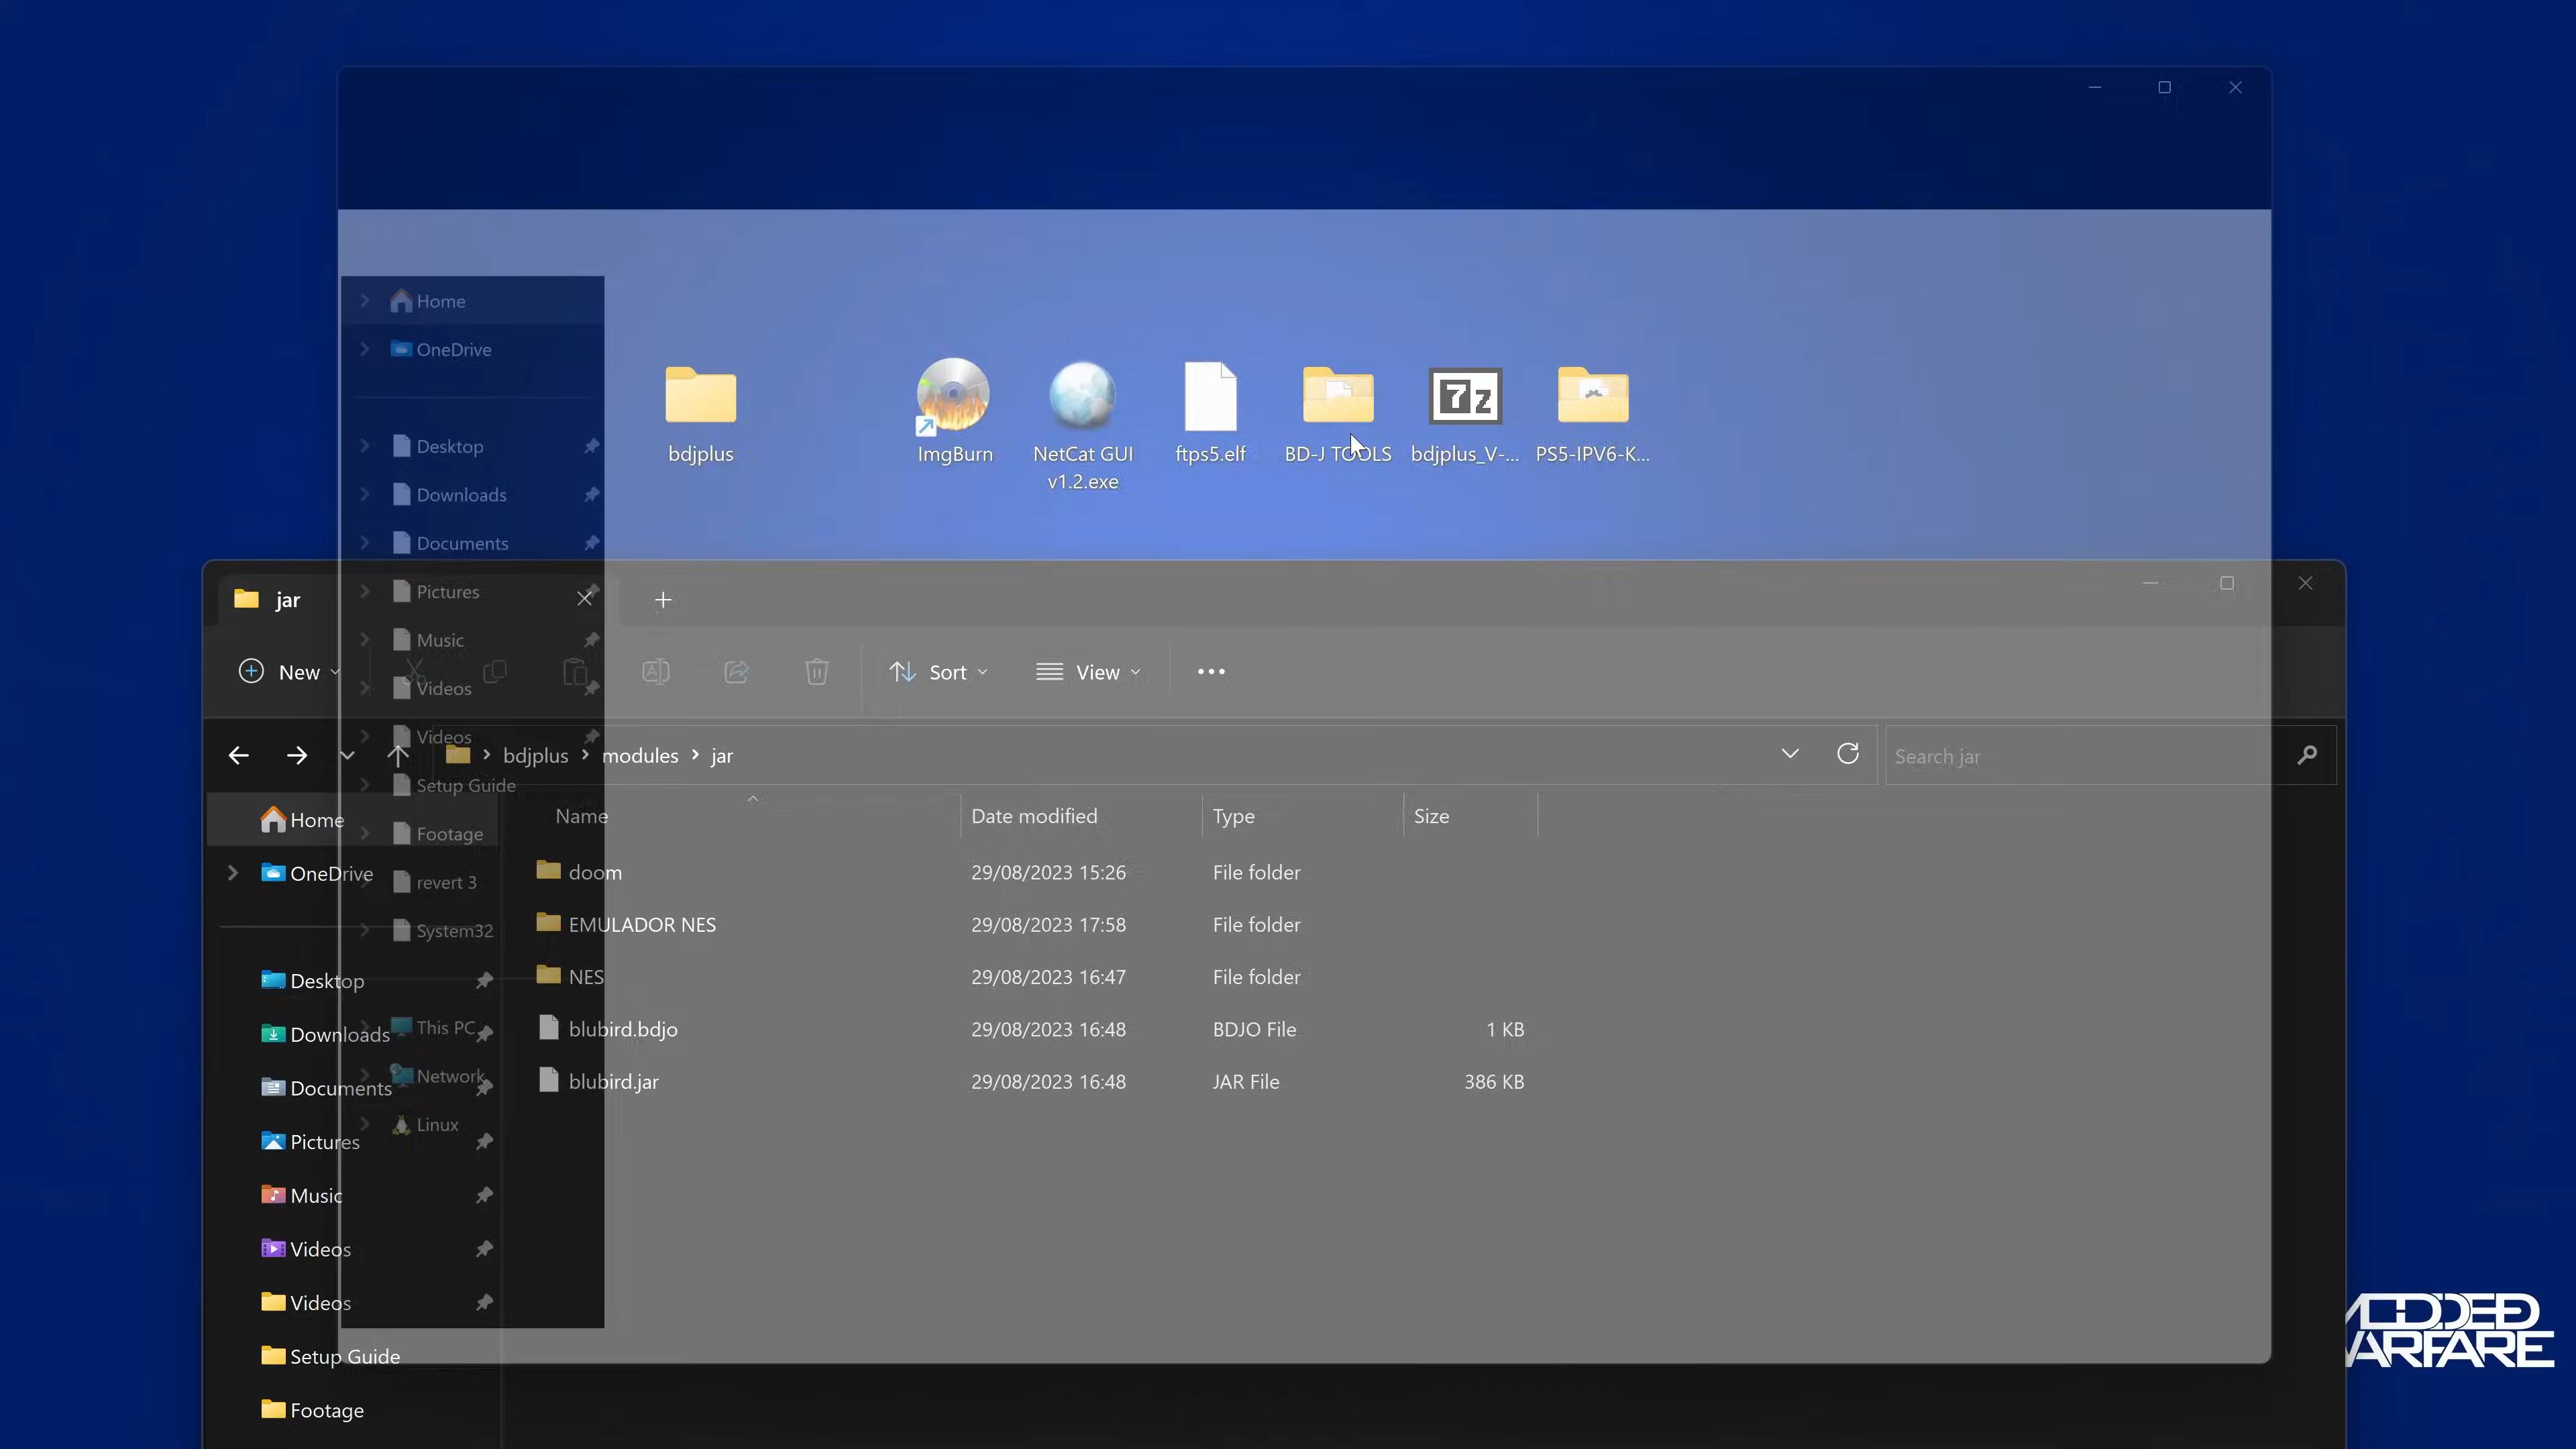 Home
OneDrive
Desktop
Downloads
Documents
Pictures
Music
Videos
Videos
Setup Guide
Footage
revert 3
System32
This PC
Network
Linux
bdjplus
ImgBurn
NetCat GUI
v1.2.exe
ftps5.elf
BD-J TOOLS
bdjplus_V-...
PS5-IPV6-K...
7z
jar
New
Sort
View
bdjplus
modules
jar
Search jar
Name
Date modified
Type
Size
doom 29/08/2023 15:26 File folder
EMULADOR NES 29/08/2023 17:58 File folder
NES 29/08/2023 16:47 File folder
blubird.bdjo 29/08/2023 16:48 BDJO File 1 KB
blubird.jar 29/08/2023 16:48 JAR File 386 KB
Home
OneDrive
Desktop
Downloads
Documents
Pictures
Music
Videos
Videos
Setup Guide
Footage
MODDED
WARFARE